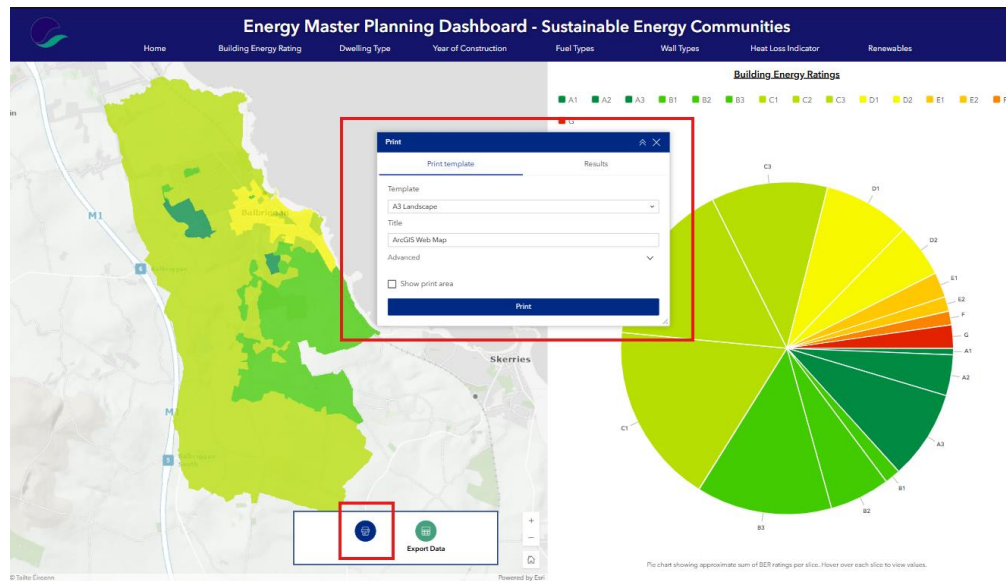 Energy Master Planning Dashboard - Sustainable Energy Communities
Home Building Energy Rating Dwelling Type Year of Construction Fuel Types Wall Types Heat Loss Indicator Renewables
Building Energy Ratings
A1 A2 A3 B1 B2 B3 C1 C2 C3 D1 D2 E1 E2 F
G
Print
Print template Results
Template
A3 Landscape
Title
ArcGIS Web Map
Advanced
Show print area
Print
M1
Balbriggan
6
Skerries
5
Export Data
+
−
© Tailte Éireann
Powered by Esri
C3
D1
D2
E1
E2
F
G
A1
A2
A3
B1
B2
B3
C1
Pie chart showing approximate sum of BER ratings per slice. Hover over each slice to view values.